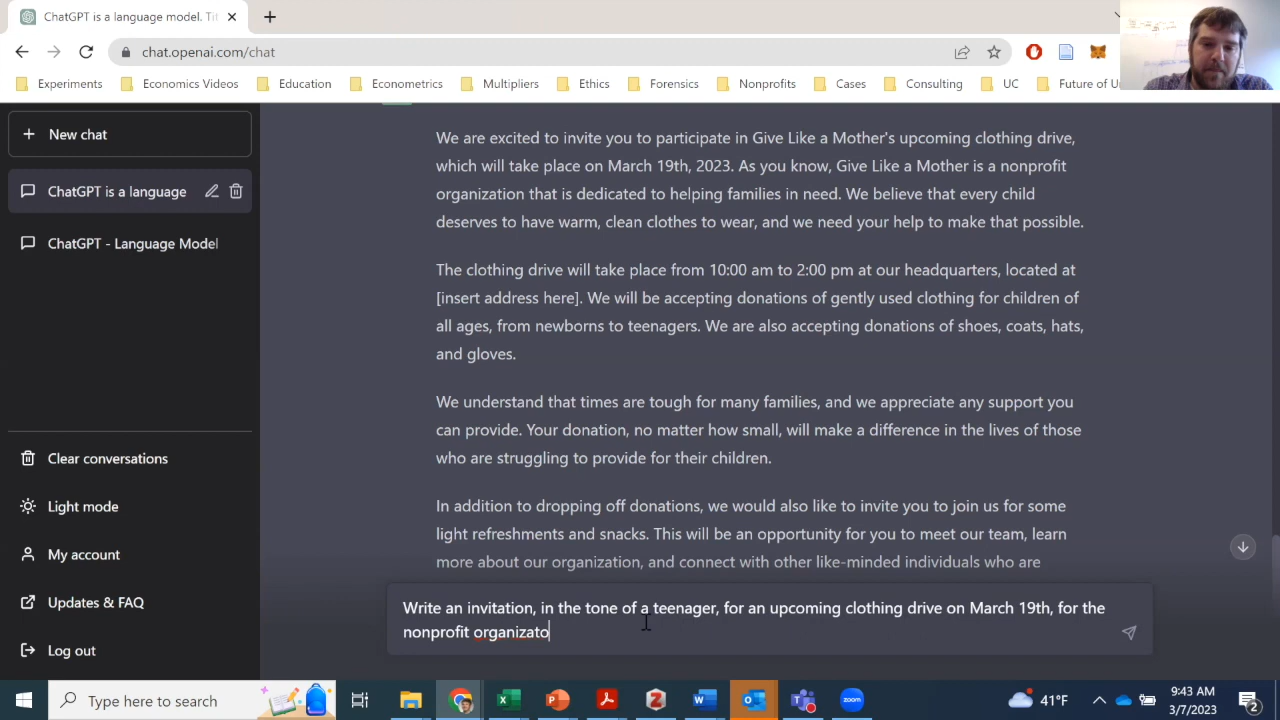 ChatGPT is a language model. Tit
chat.openai.com/chat
Experiments Economics Videos Education Econometrics Multipliers Ethics Forensics Nonprofits Cases Consulting UC Future of
New chat
ChatGPT is a language
ChatGPT - Language Model
Clear conversations
Light mode
My account
Updates & FAQ
Log out
We are excited to invite you to participate in Give Like a Mother's upcoming clothing drive,
which will take place on March 19th, 2023. As you know, Give Like a Mother is a nonprofit
organization that is dedicated to helping families in need. We believe that every child
deserves to have warm, clean clothes to wear, and we need your help to make that possible.
The clothing drive will take place from 10:00 am to 2:00 pm at our headquarters, located at
[insert address here]. We will be accepting donations of gently used clothing for children of
all ages, from newborns to teenagers. We are also accepting donations of shoes, coats, hats,
and gloves.
We understand that times are tough for many families, and we appreciate any support you
can provide. Your donation, no matter how small, will make a difference in the lives of those
who are struggling to provide for their children.
In addition to dropping off donations, we would also like to invite you to join us for some
light refreshments and snacks. This will be an opportunity for you to meet our team, learn
more about our organization, and connect with other like-minded individuals who are
Write an invitation, in the tone of a teenager, for an upcoming clothing drive on March 19th, for the
nonprofit organizato
Type here to search
41°F
9:43 AM
3/7/2023
2